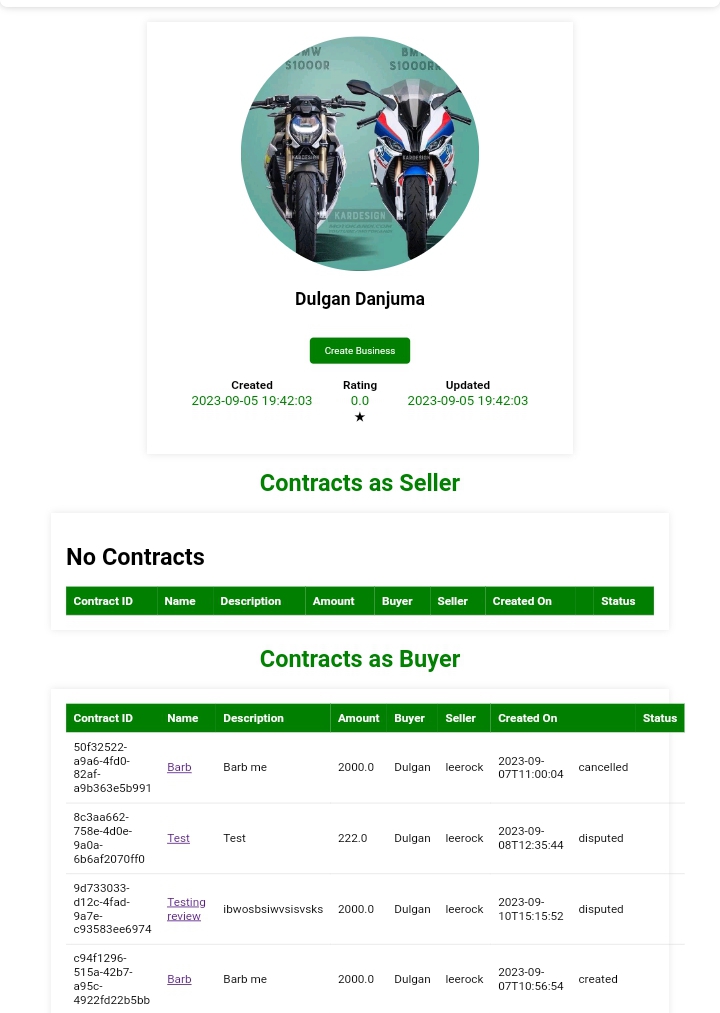 BMW
S1000R
BMW
S1000RR
KARDESIGN
KARDESIGN
KARDESIGN
Dulgan Danjuma
Create Business
Created Rating Updated
2023-09-05 19:42:03 0.0 2023-09-05 19:42:03
★
Contracts as Seller
No Contracts
Contract ID Name Description Amount Buyer Seller Created On Status
Contracts as Buyer
Contract ID Name Description Amount Buyer Seller Created On Status
50f32522-
a9a6-4fd0-
82af-
a9b363e5b991
Barb
Barb me
2000.0
Dulgan
leerock
2023-09-
07T11:00:04
cancelled
8c3aa662-
758e-4d0e-
9a0a-
6b6af2070ff0
Test
Test
222.0
Dulgan
leerock
2023-09-
08T12:35:44
disputed
9d733033-
d12c-4fad-
9a7e-
c93583ee6974
Testing
review
ibwosbsiwvsisvsks
2000.0
Dulgan
leerock
2023-09-
10T15:15:52
disputed
c94f1296-
515a-42b7-
a95c-
4922fd22b5bb
Barb
Barb me
2000.0
Dulgan
leerock
2023-09-
07T10:56:54
created